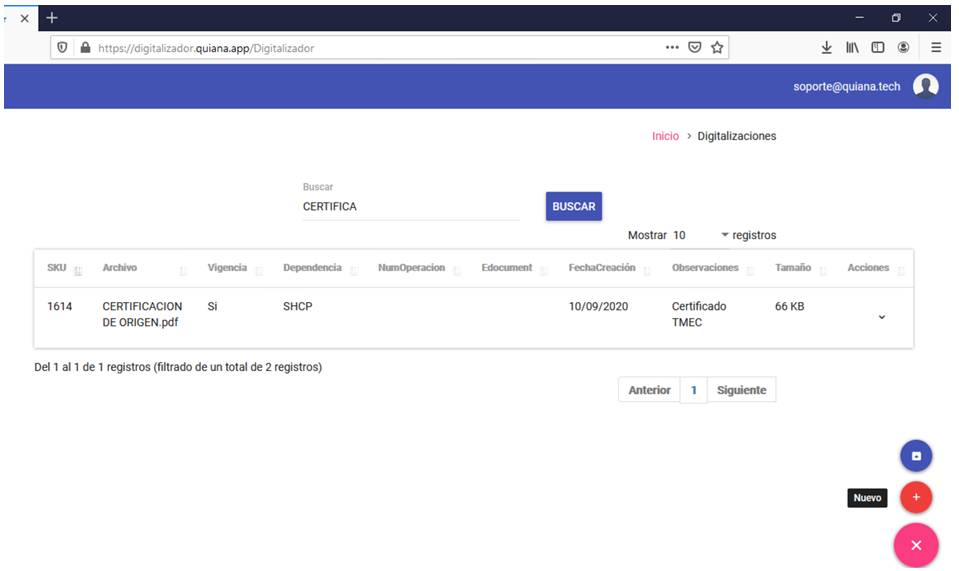 https://digitalizador.quiana.app/Digitalizador
soporte@quiana.tech
Inicio > Digitalizaciones
Buscar
CERTIFICA
BUSCAR
Mostrar 10 registros
SKU Archivo Vigencia Dependencia NumOperacion Edocument FechaCreación Observaciones Tamaño Acciones
1614 CERTIFICACION Si SHCP 10/09/2020 Certificado 66 KB
DE ORIGEN.pdf TMEC
Del 1 al 1 de 1 registros (filtrado de un total de 2 registros)
Anterior 1 Siguiente
Nuevo